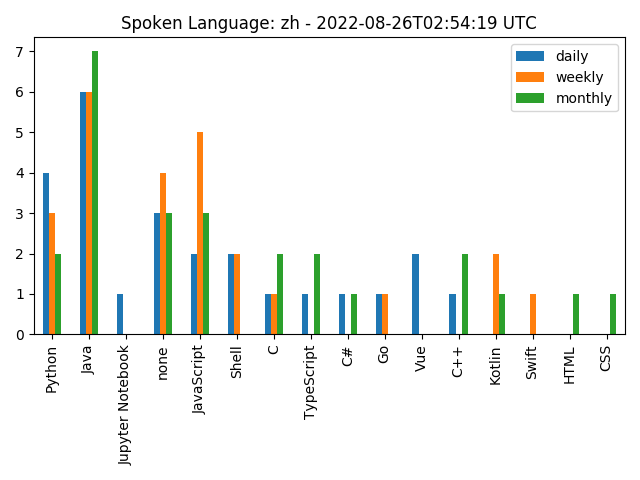 Spoken Language: zh - 2022-08-26T02:54:19 UTC
daily
weekly
monthly
7
6
5
4
3
2
1
0
Python
Java
Jupyter Notebook
none
JavaScript
Shell
C
TypeScript
C#
Go
Vue
C++
Kotlin
Swift
HTML
CSS